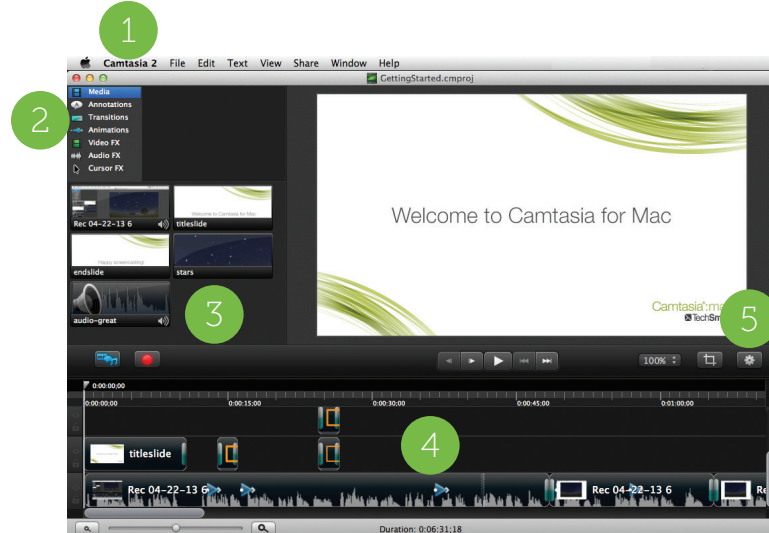 1
Camtasia 2 File Edit Text View Share Window Help
GettingStarted.cmproj
2
Media
Annotations
Transitions
Animations
Video FX
Audio FX
Cursor FX
Rec 04-22-13 6
titleslide
Welcome to Camtasia for Mac
endslide
Happy screencasting!
stars
audio-great
3
Welcome to Camtasia for Mac
Camtasia:ma
TechSm
5
100%
0:00:00;00
0:00:00;00 0:00:15;00 0:00:30;00 0:00:45;00 0:01:00;00
4
titleslide
Rec 04-22-13 6
Rec 04-22-13 6
Re
Duration: 0:06:31;18